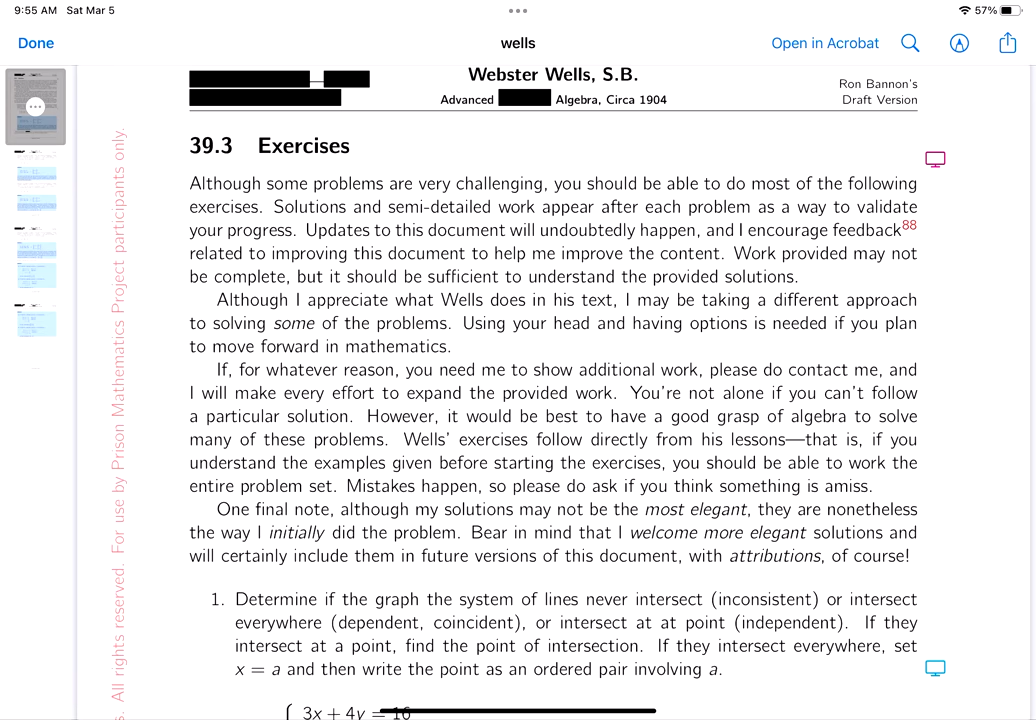 9:55 AM Sat Mar 5
57%
Done
wells
Open in Acrobat
Webster Wells, S.B.
Advanced Algebra, Circa 1904
Ron Bannon's
Draft Version
39.3 Exercises
Although some problems are very challenging, you should be able to do most of the following
exercises. Solutions and semi-detailed work appear after each problem as a way to validate
your progress. Updates to this document will undoubtedly happen, and I encourage feedback88
related to improving this document to help me improve the content. Work provided may not
be complete, but it should be sufficient to understand the provided solutions.
Although I appreciate what Wells does in his text, I may be taking a different approach
to solving some of the problems. Using your head and having options is needed if you plan
to move forward in mathematics.
If, for whatever reason, you need me to show additional work, please do contact me, and
I will make every effort to expand the provided work. You're not alone if you can't follow
a particular solution. However, it would be best to have a good grasp of algebra to solve
many of these problems. Wells' exercises follow directly from his lessons—that is, if you
understand the examples given before starting the exercises, you should be able to work the
entire problem set. Mistakes happen, so please do ask if you think something is amiss.
One final note, although my solutions may not be the most elegant, they are nonetheless
the way I initially did the problem. Bear in mind that I welcome more elegant solutions and
will certainly include them in future versions of this document, with attributions, of course!
1. Determine if the graph the system of lines never intersect (inconsistent) or intersect
everywhere (dependent, coincident), or intersect at at point (independent). If they
intersect at a point, find the point of intersection. If they intersect everywhere, set
x = a and then write the point as an ordered pair involving a.
3x + 4y = 16
s. All rights reserved. For use by Prison Mathematics Project participants only.